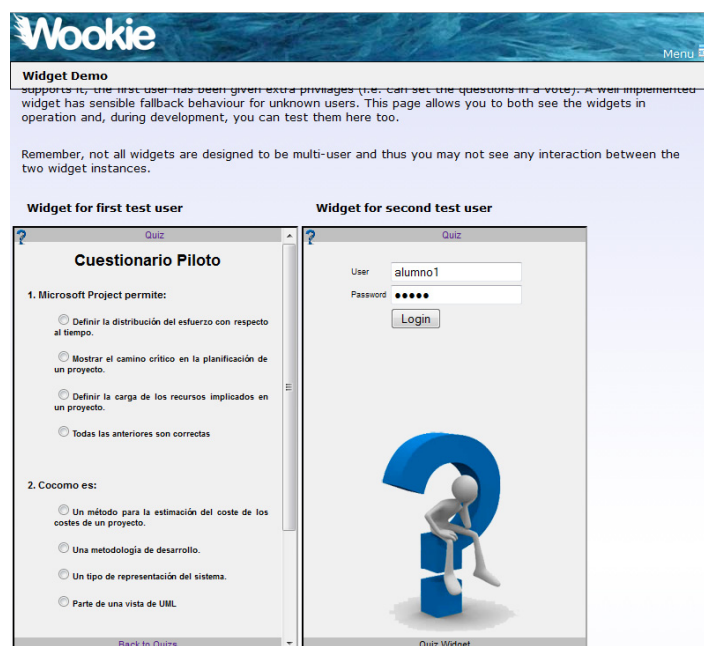 Wookie
Menu
Widget Demo
supports it, the first user has been given extra privilages (i.e. can set the questions in a vote). A well implemented
widget has sensible fallback behaviour for unknown users. This page allows you to both see the widgets in
operation and, during development, you can test them here too.
Remember, not all widgets are designed to be multi-user and thus you may not see any interaction between the
two widget instances.
Widget for first test user
Quiz
Cuestionario Piloto
1. Microsoft Project permite:
Definir la distribución del esfuerzo con respecto
al tiempo.
Mostrar el camino crítico en la planificación de
un proyecto.
Definir la carga de los recursos implicados en
un proyecto.
Todas las anteriores son correctas
2. Cocomo es:
Un método para la estimación del coste de los
costes de un proyecto.
Una metodología de desarrollo.
Un tipo de representación del sistema.
Parte de una vista de UML
Back to Quizs
Widget for second test user
Quiz
User alumno1
Password •••••
Login
Quiz Widget